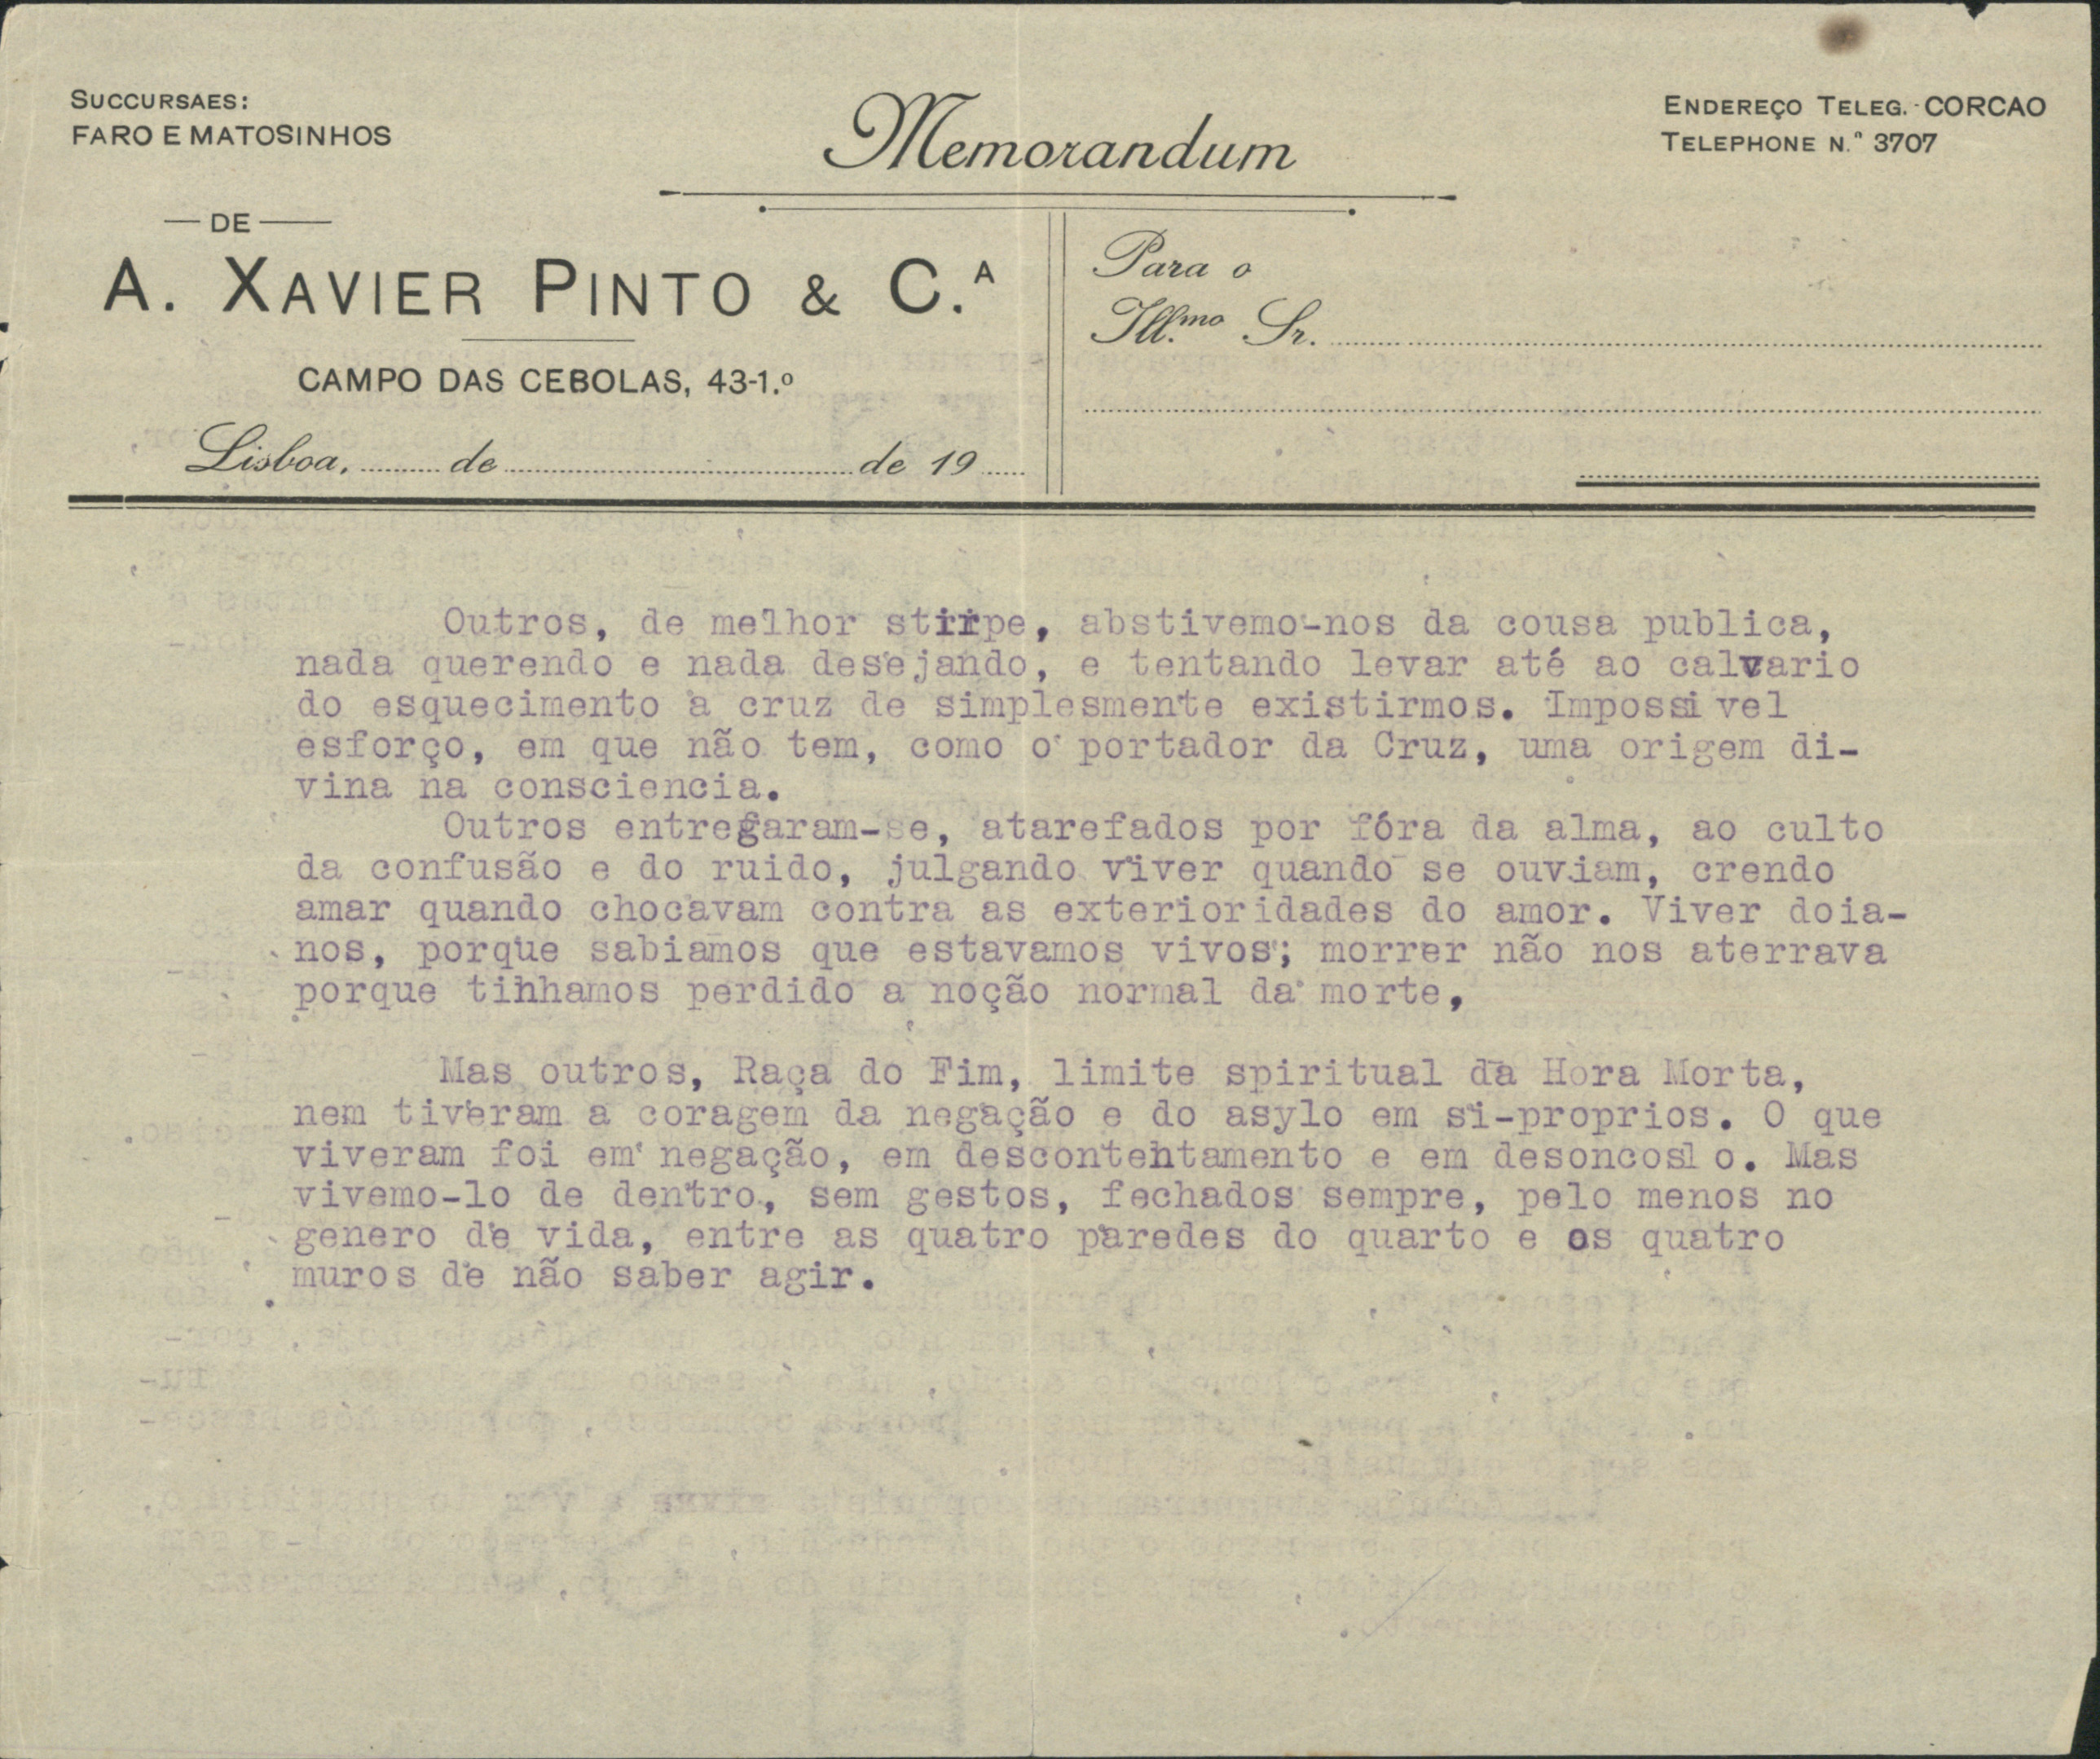 SUCCURSAES:
FARO E MATOSINHOS
Memorandum
ENDEREÇO TELEG. - CORCAO
TELEPHONE N.º 3707
— DE —
A. XAVIER PINTO & C.ᴬ
CAMPO DAS CEBOLAS, 43-1.º
Lisboa, ......... de ................................ de 19 .....
Para o
Ill.mo Sr.
Outros, de melhor stirpe, abstivemo-nos da cousa publica,
nada querendo e nada desejando, e tentando levar até ao calvario
do esquecimento a cruz de simplesmente existirmos. Impossivel
esforço, em que não tem, como o portador da Cruz, uma origem di-
vina na consciencia.
Outros entregaram-se, atarefados por fóra da alma, ao culto
da confusão e do ruido, julgando viver quando se ouviam, crendo
amar quando chocavam contra as exterioridades do amor. Viver doia-
nos, porque sabiamos que estavamos vivos; morrer não nos aterrava
porque tinhhamos perdido a noção normal da morte,
Mas outros, Raça do Fim, limite spiritual da Hora Morta,
nem tiveram a coragem da negação e do asylo em si-proprios. O que
viveram foi em negação, em descontentamento e em desoncoslo. Mas
vivemo-lo de dentro, sem gestos, fechados sempre, pelo menos no
genero de vida, entre as quatro paredes do quarto e os quatro
muros de não saber agir.